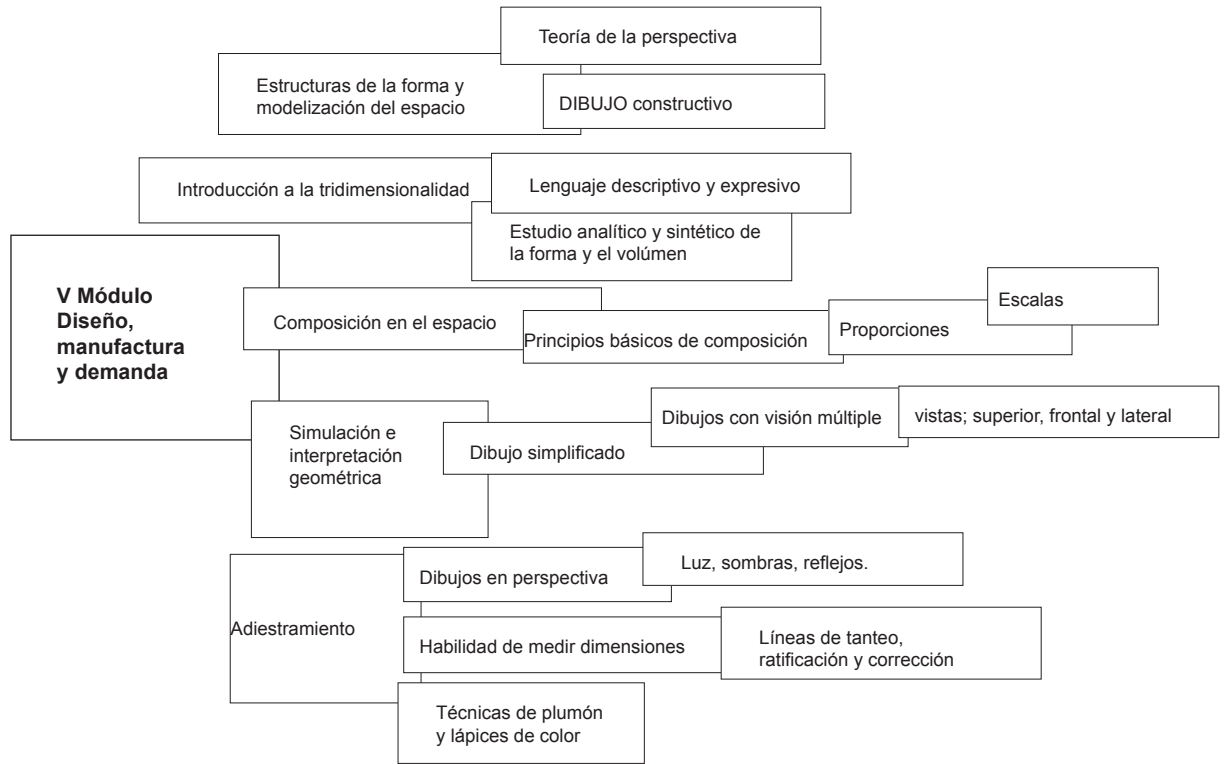 Teoría de la perspectiva
Estructuras de la forma y
modelización del espacio
DIBUJO constructivo
Introducción a la tridimensionalidad
Lenguaje descriptivo y expresivo
Estudio analítico y sintético de
la forma y el volúmen
V Módulo
Diseño,
manufactura
y demanda
Composición en el espacio
Principios básicos de composición
Proporciones
Escalas
Simulación e
interpretación
geométrica
Dibujo simplificado
Dibujos con visión múltiple
vistas; superior, frontal y lateral
Adiestramiento
Dibujos en perspectiva
Luz, sombras, reflejos.
Habilidad de medir dimensiones
Líneas de tanteo,
ratificación y corrección
Técnicas de plumón
y lápices de color